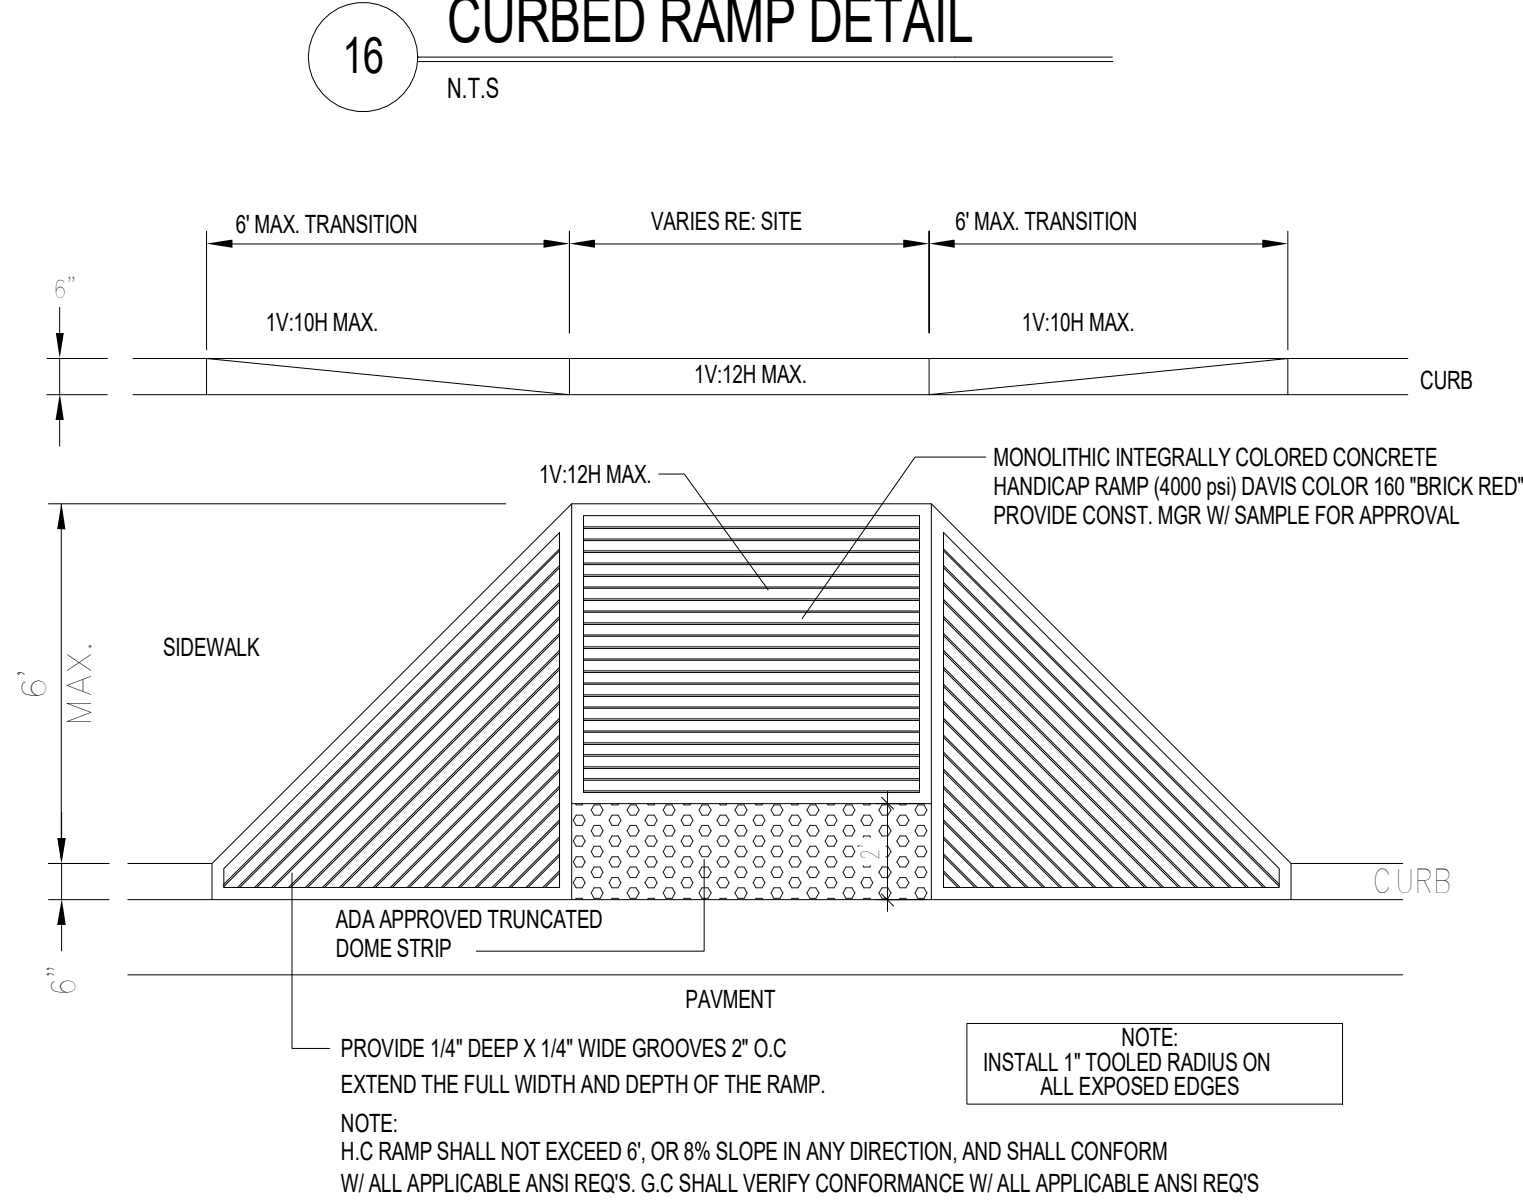 CURBED RAMP DETAIL
16
N.T.S
6' MAX. TRANSITION
VARIES RE: SITE
6' MAX. TRANSITION
6"
1V:10H MAX.
1V:10H MAX.
1V:12H MAX.
CURB
1V:12H MAX.
MONOLITHIC INTEGRALLY COLORED CONCRETE
HANDICAP RAMP (4000 psi) DAVIS COLOR 160 "BRICK RED"
PROVIDE CONST. MGR W/ SAMPLE FOR APPROVAL
SIDEWALK
6'
MAX.
2'
CURB
ADA APPROVED TRUNCATED
DOME STRIP
6"
PAVMENT
PROVIDE 1/4" DEEP X 1/4" WIDE GROOVES 2" O.C
EXTEND THE FULL WIDTH AND DEPTH OF THE RAMP.
NOTE:
INSTALL 1" TOOLED RADIUS ON
ALL EXPOSED EDGES
NOTE:
H.C RAMP SHALL NOT EXCEED 6', OR 8% SLOPE IN ANY DIRECTION, AND SHALL CONFORM
W/ ALL APPLICABLE ANSI REQ'S. G.C SHALL VERIFY CONFORMANCE W/ ALL APPLICABLE ANSI REQ'S